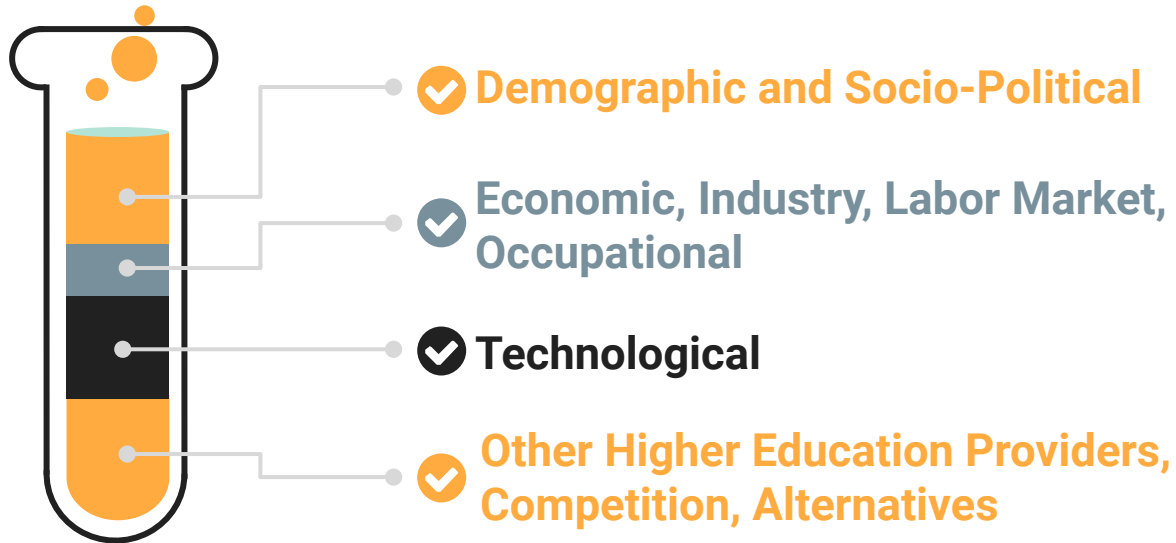 Demographic and Socio-Political
Economic, Industry, Labor Market,
Occupational
Technological
Other Higher Education Providers,
Competition, Alternatives